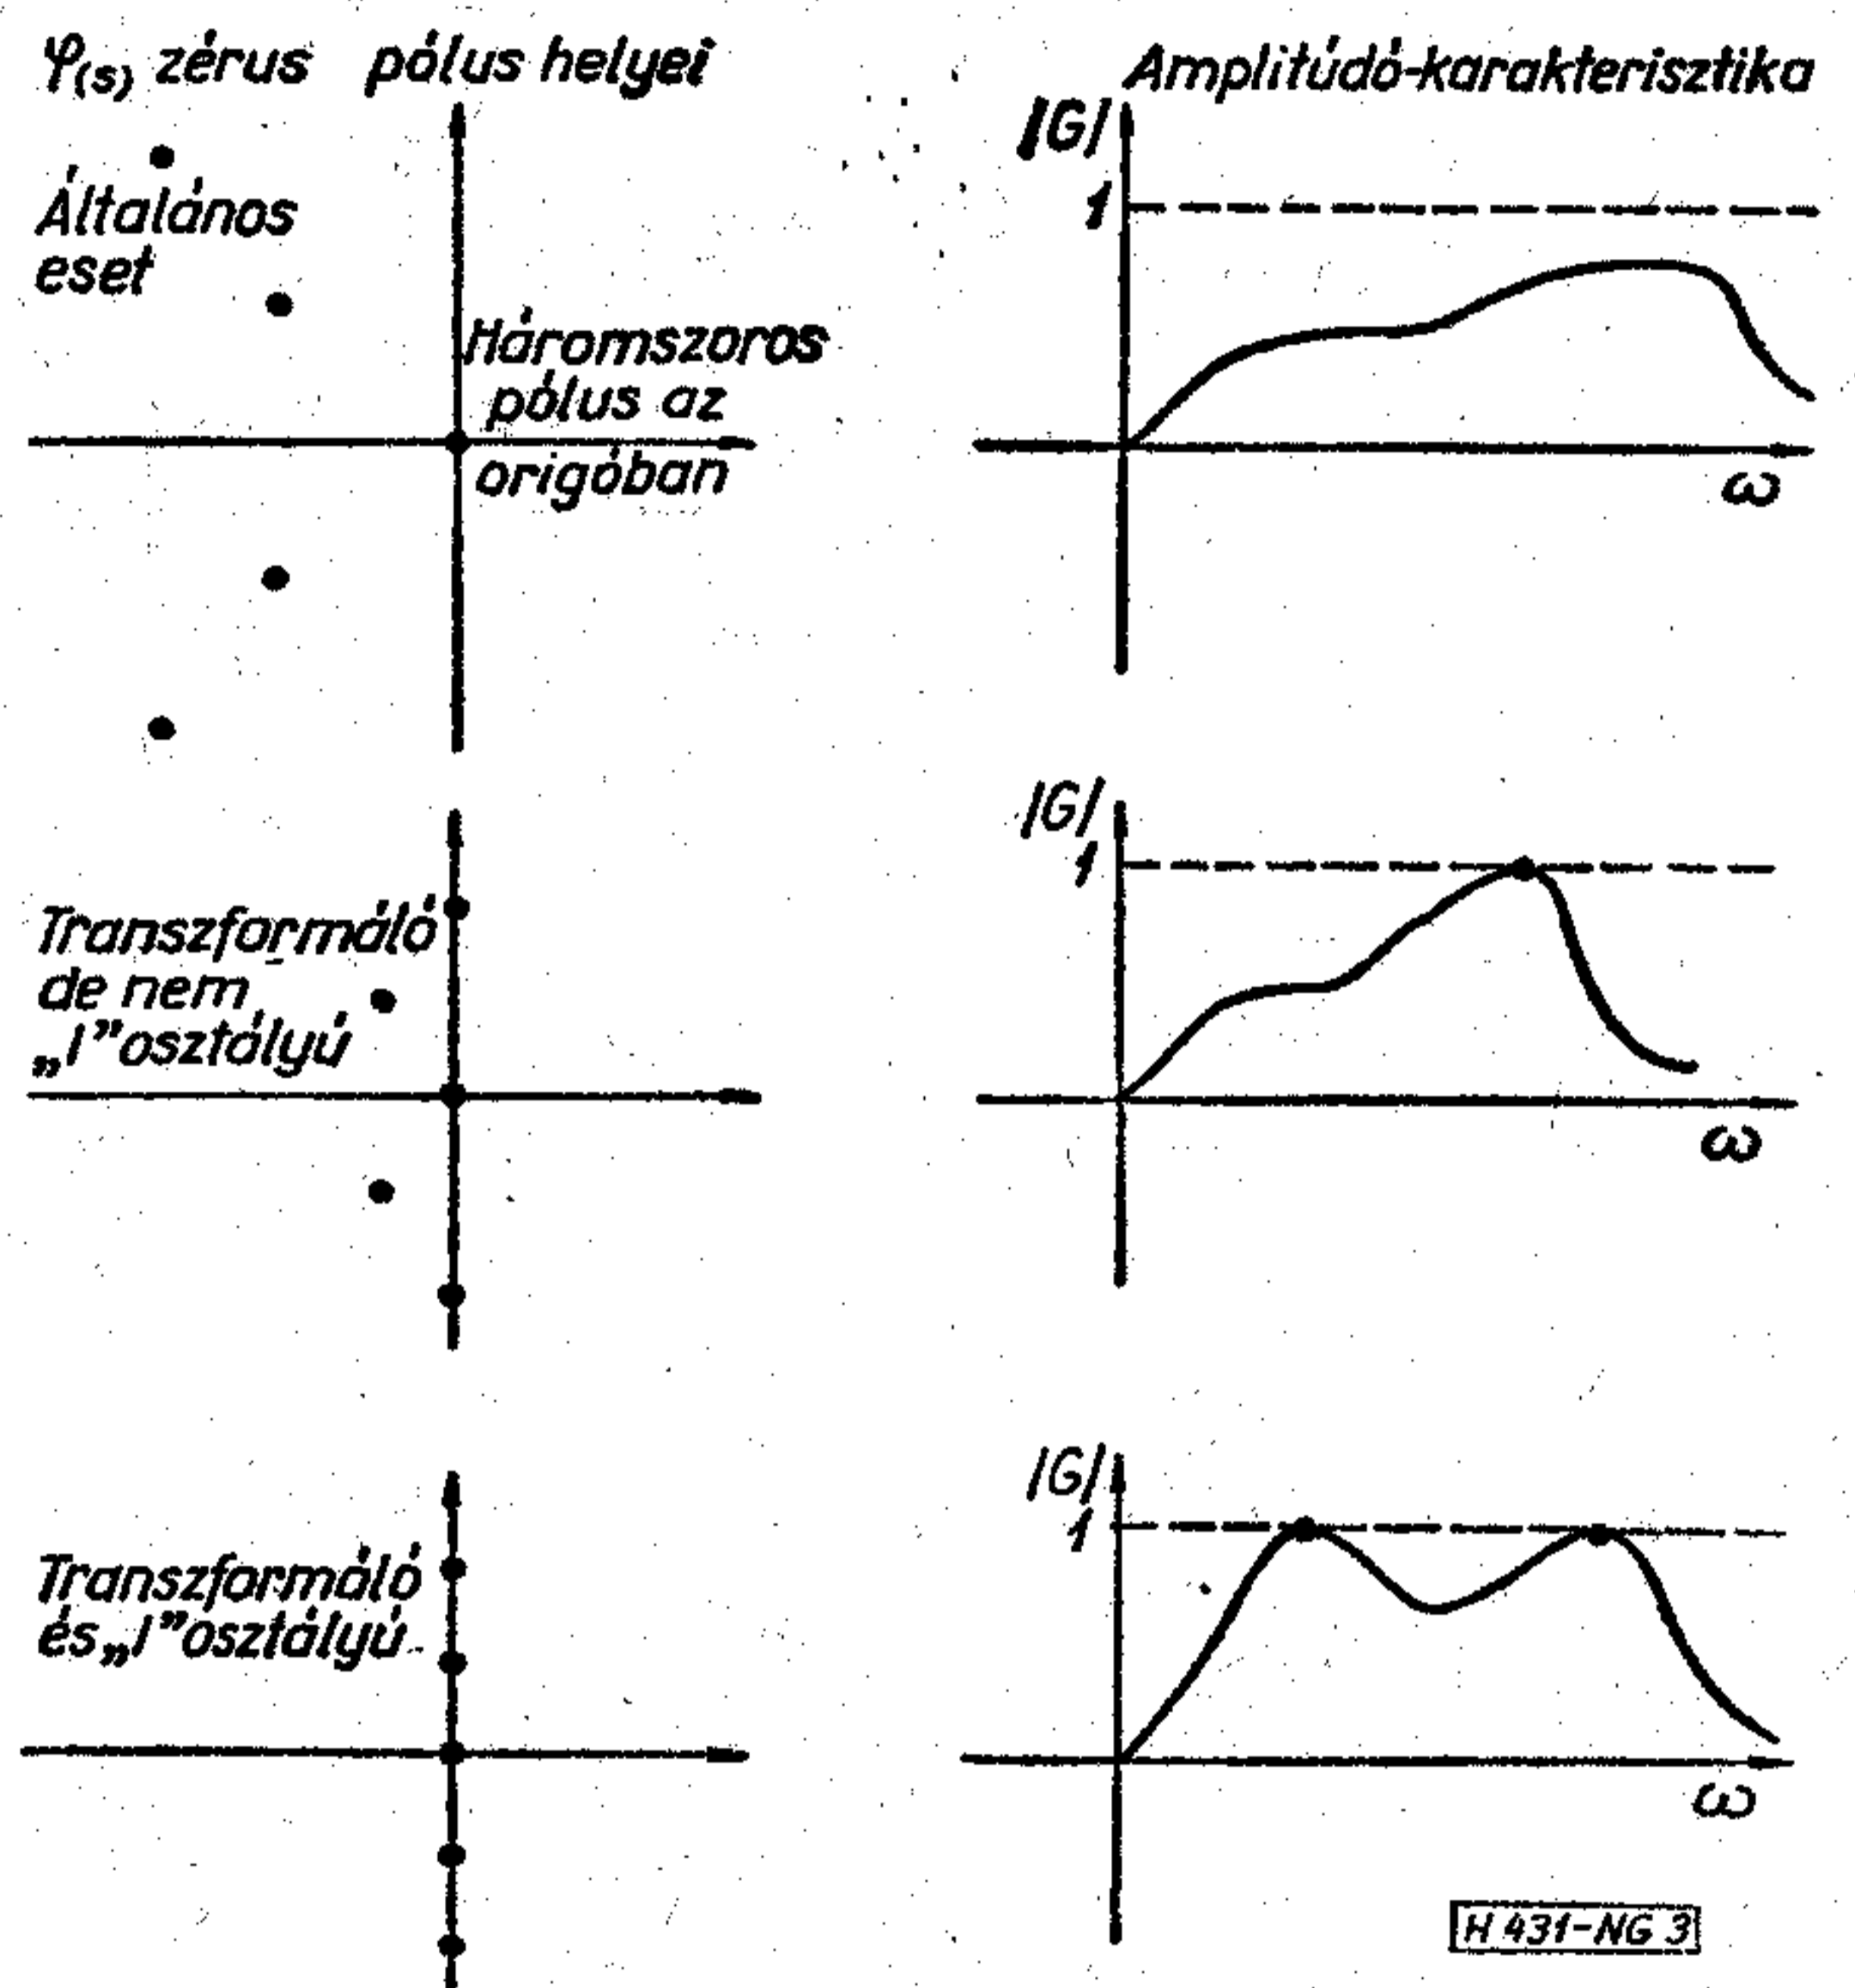 φ(s) zérus pólus helyei
Általános
eset
Háromszoros
pólus az
origóban
Amplitúdó-karakterisztika
|G|
1
ω
Transzformáló
de nem
„I” osztályú
|G|
1
ω
Transzformáló
és „I” osztályú
|G|
1
ω
H 431-NG 3